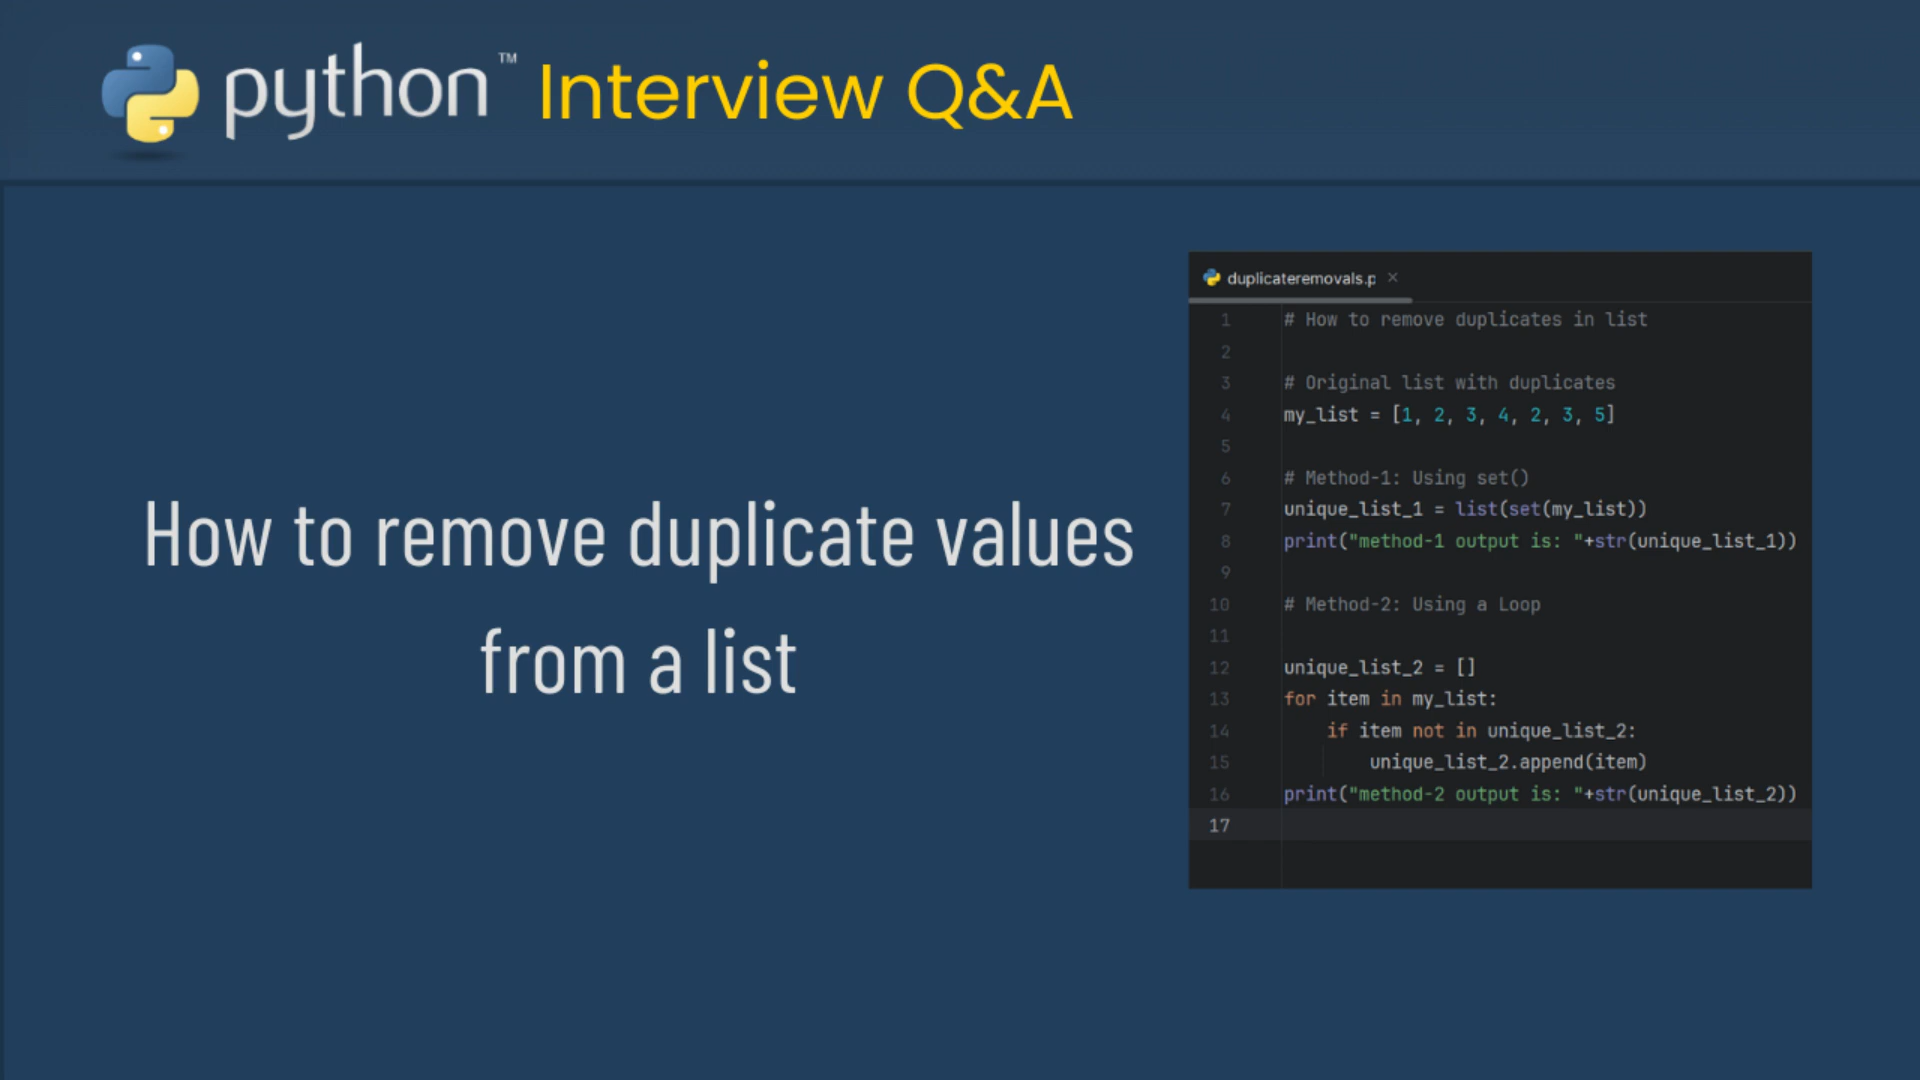 python™ Interview Q&A
How to remove duplicate values
from a list
duplicateremovals.p ×
1 # How to remove duplicates in list
2
3 # Original list with duplicates
4 my_list = [1, 2, 3, 4, 2, 3, 5]
5
6 # Method-1: Using set()
7 unique_list_1 = list(set(my_list))
8 print("method-1 output is: "+str(unique_list_1))
9
10 # Method-2: Using a Loop
11
12 unique_list_2 = []
13 for item in my_list:
14     if item not in unique_list_2:
15         unique_list_2.append(item)
16 print("method-2 output is: "+str(unique_list_2))
17